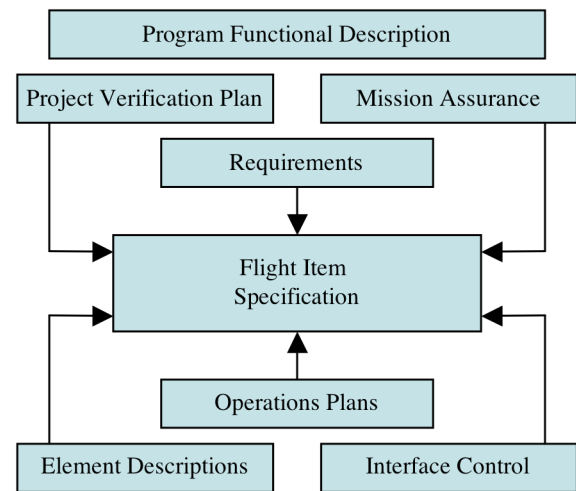 Program Functional Description
Project Verification Plan
Mission Assurance
Requirements
Flight Item
Specification
Operations Plans
Element Descriptions
Interface Control